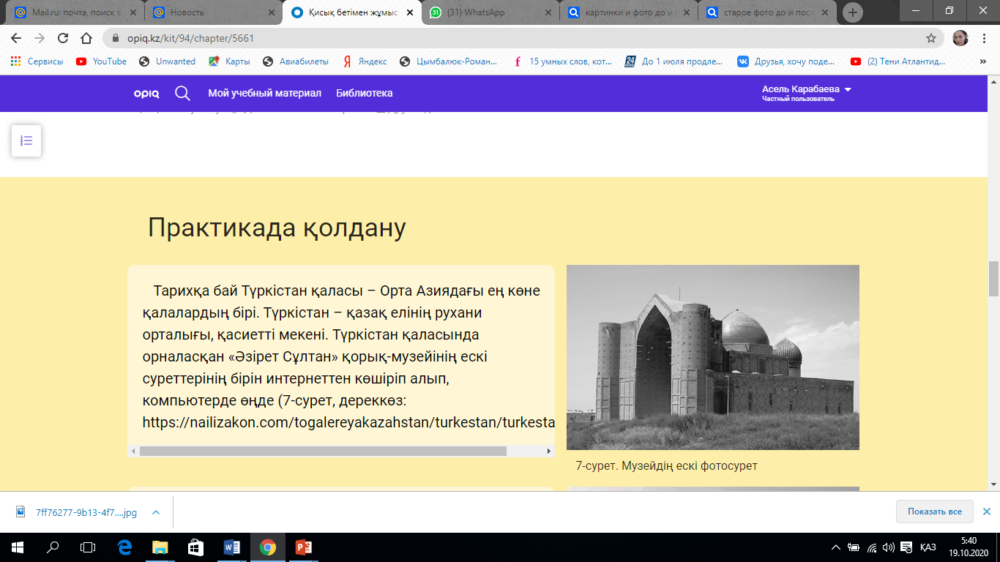 Mail.ru: почта, поиск в
Новость
Қисық бетімен жұмыс
(31) WhatsApp
картинки и фото до и п
старое фото до и посл
opiq.kz/kit/94/chapter/5661
Сервисы
YouTube
Unwanted
Карты
Авиабилеты
Яндекс
Цымбалюк-Роман...
15 умных слов, кот...
До 1 июля продле...
Друзья, хочу поде...
(2) Тени Атлантид...
opiq
Мой учебный материал
Библиотека
Асель Карабаева
Частный пользователь
Практикада қолдану
Тарихқа бай Түркістан қаласы – Орта Азиядағы ең көне
қалалардың бірі. Түркістан – қазақ елінің рухани
орталығы, қасиетті мекені. Түркістан қаласында
орналасқан «Әзірет Сұлтан» қорық-музейінің ескі
суреттерінің бірін интернеттен көшіріп алып,
компьютерде өңде (7-сурет, дереккөз:
https://nailizakon.com/togalereyakazahstan/turkestan/turkesta
7-сурет. Музейдің ескі фотосурет
7ff76277-9b13-4f7....jpg
Показать все
ҚАЗ
5:40
19.10.2020